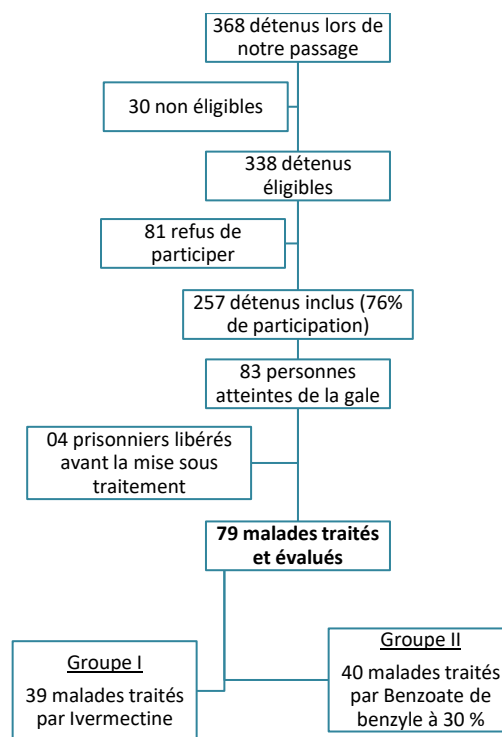 368 détenus lors de
notre passage
30 non éligibles
338 détenus
éligibles
81 refus de
participer
257 détenus inclus (76%
de participation)
83 personnes
atteintes de la gale
04 prisonniers libérés
avant la mise sous
traitement
79 malades traités
et évalués
Groupe I
39 malades traités
par Ivermectine
Groupe II
40 malades traités
par Benzoate de
benzyle à 30 %